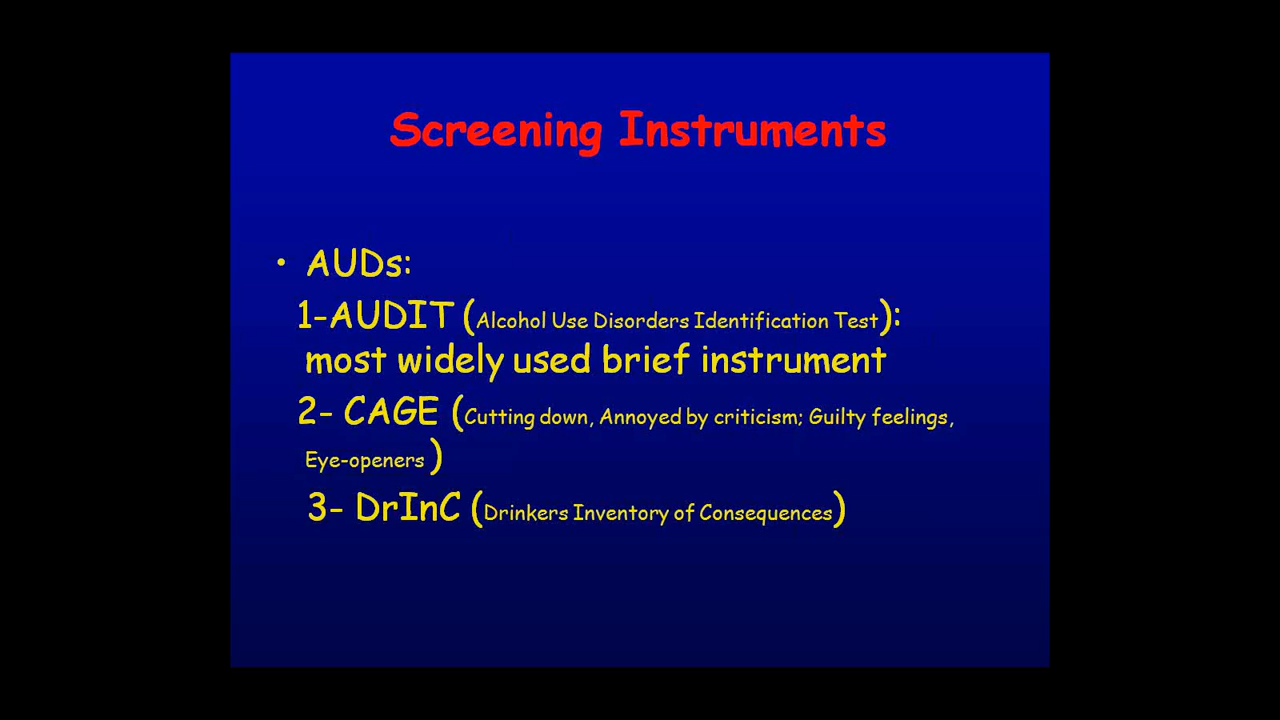 Screening Instruments
• AUDs:
1-AUDIT (Alcohol Use Disorders Identification Test):
most widely used brief instrument
2- CAGE (Cutting down, Annoyed by criticism; Guilty feelings,
Eye-openers )
3- DrInC (Drinkers Inventory of Consequences)